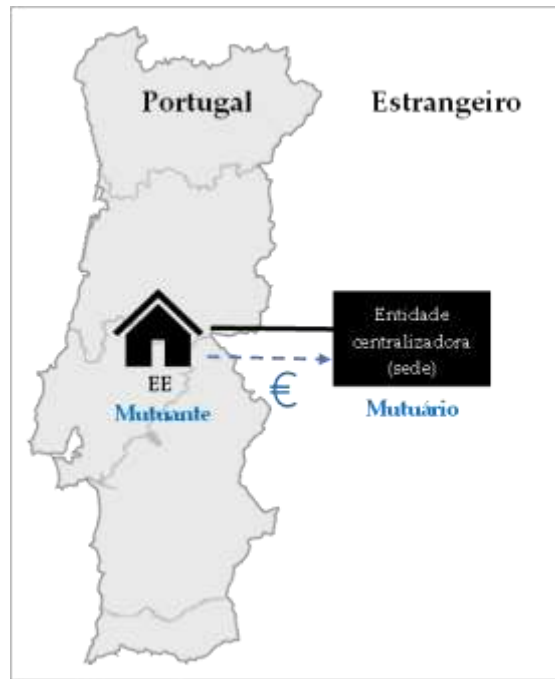 Portugal
Estrangeiro
Entidade
centralizadora
(sede)
EE
€
Mutuante
Mutuário